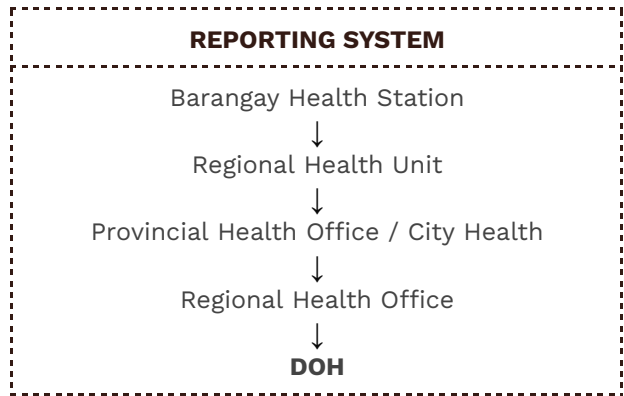 REPORTING SYSTEM
Barangay Health Station
↓
Regional Health Unit
↓
Provincial Health Office / City Health
↓
Regional Health Office
↓
DOH